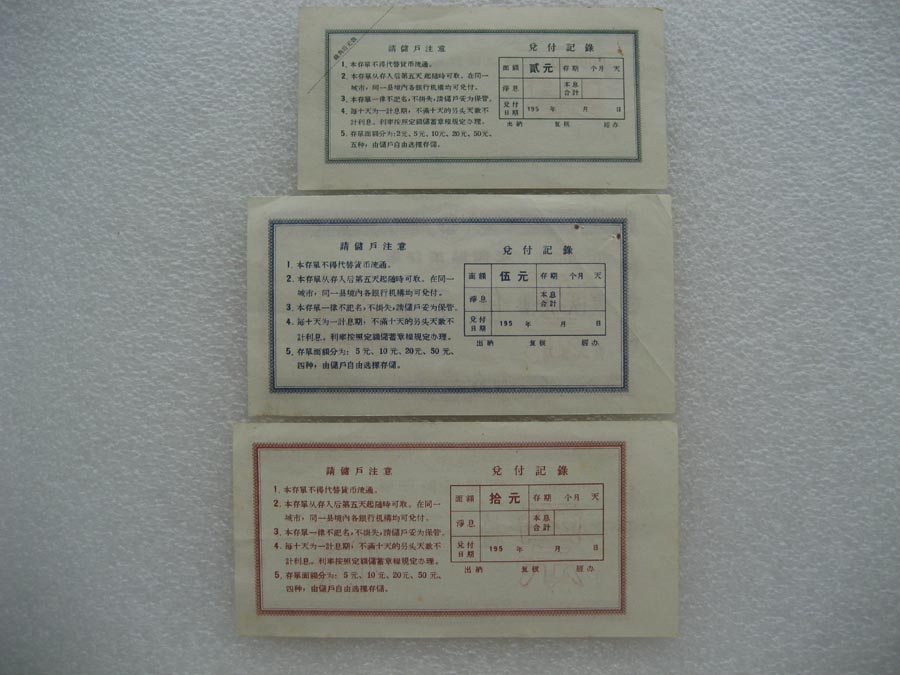 請儲戶注意
1. 本存單不得代替貨币流通。
2. 本存單从存入后第五天起随時可取。在同一
城市，同一县境內各銀行机構均可兌付。
3. 本存單一律不記名，不掛失，請儲戶妥为保管。
4. 每十天为一計息期，不滿十天的另头天數不
計利息。利率按照定額儲蓄章程規定办理。
5. 存單面額分为：2元、5元、10元、20元、50元、
五种，由儲戶自由选擇存儲。
兌付記錄
面額 貳元 存期 个月 天
淨息 本息合計
兌付日期 195 年 月 日
出納 复核 經办
請儲戶注意
1. 本存單不得代替貨币流通。
2. 本存單从存入后第五天起随時可取。在同一
城市，同一县境內各銀行机構均可兌付。
3. 本存單一律不記名，不掛失，請儲戶妥为保管。
4. 每十天为一計息期，不滿十天的另头天數不
計利息。利率按照定額儲蓄章程規定办理。
5. 存單面額分为：5元、10元、20元、50元、
四种，由儲戶自由选擇存儲。
兌付記錄
面額 伍元 存期 个月 天
淨息 本息合計
兌付日期 195 年 月 日
出納 复核 經办
請儲戶注意
1. 本存單不得代替貨币流通。
2. 本存單从存入后第五天起随時可取。在同一
城市，同一县境內各銀行机構均可兌付。
3. 本存單一律不記名，不掛失，請儲戶妥为保管。
4. 每十天为一計息期，不滿十天的另头天數不
計利息。利率按照定額儲蓄章程規定办理。
5. 存單面額分为：5元、10元、20元、50元、
四种，由儲戶自由选擇存儲。
兌付記錄
面額 拾元 存期 个月 天
淨息 本息合計
兌付日期 195 年 月 日
出納 复核 經办